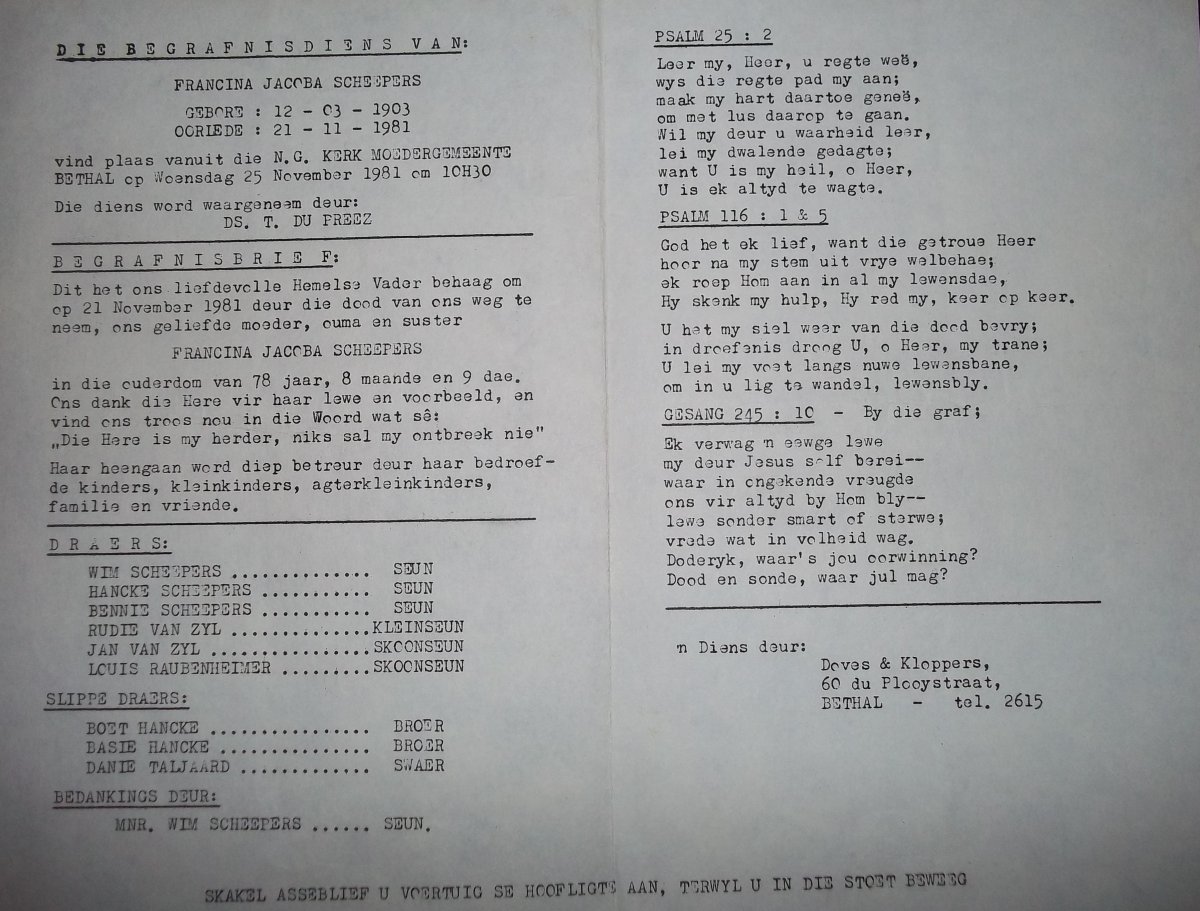 DIE BEGRAFNISDIENS VAN:
FRANCINA JACOBA SCHEEPERS
GEBORE : 12 - 03 - 1903
OORLEDE : 21 - 11 - 1981
vind plaas vanuit die N.G. KERK MOEDERGEMEENTE
BETHAL op Woensdag 25 November 1981 om 10H30
Die diens word waargeneem deur:
DS. T. DU PREEZ
BEGRAFNISBRIEF:
Dit het ons liefdevolle Hemelse Vader behaag om
op 21 November 1981 deur die dood van ons weg te
neem, ons geliefde moeder, ouma en suster
FRANCINA JACOBA SCHEEPERS
in die ouderdom van 78 jaar, 8 maande en 9 dae.
Ons dank die Here vir haar lewe en voorbeeld, en
vind ons troos nou in die Woord wat sê:
„Die Here is my herder, niks sal my ontbreek nie"
Haar heengaan word diep betreur deur haar bedroef-
de kinders, kleinkinders, agterkleinkinders,
familie en vriende.
DRAERS:
WIM SCHEEPERS .............. SEUN
HANCKE SCHEEPERS ........... SEUN
BENNIE SCHEEPERS ........... SEUN
RUDIE VAN ZYL ..............KLEINSEUN
JAN VAN ZYL ................SKOONSEUN
LOUIS RAUBENHEIMER .........SKOONSEUN
SLIPPE DRAERS:
BOET HANCKE ................ BROER
BASIE HANCKE ............... BROER
DANIE TALJAARD ............. SWAER
BEDANKINGS DEUR:
MNR. WIM SCHEEPERS ...... SEUN.
PSALM 25 : 2
Leer my, Heer, u regte weë,
wys die regte pad my aan;
maak my hart daartoe geneë,
om met lus daarop te gaan.
Wil my deur u waarheid leer,
lei my dwalende gedagte;
want U is my heil, o Heer,
U is ek altyd te wagte.
PSALM 116 : 1 & 5
God het ek lief, want die getroue Heer
hoor na my stem uit vrye welbehae;
ek roep Hom aan in al my lewensdae,
Hy skenk my hulp, Hy red my, keer op keer.
U het my siel weer van die dood bevry;
in droefenis droog U, o Heer, my trane;
U lei my voet langs nuwe lewensbane,
om in u lig te wandel, lewensbly.
GESANG 245 : 10 - By die graf;
Ek verwag 'n eewge lewe
my deur Jesus self berei--
waar in ongekende vreugde
ons vir altyd by Hom bly--
lewe sonder smart of sterwe;
vrede wat in volheid wag.
Doderyk, waar's jou oorwinning?
Dood en sonde, waar jul mag?
'n Diens deur:
Doves & Kloppers,
60 du Plooystraat,
BETHAL - tel. 2615
SKAKEL ASSEBLIEF U VOERTUIG SE HOOFLIGTE AAN, TERWYL U IN DIE STOET BEWEEG